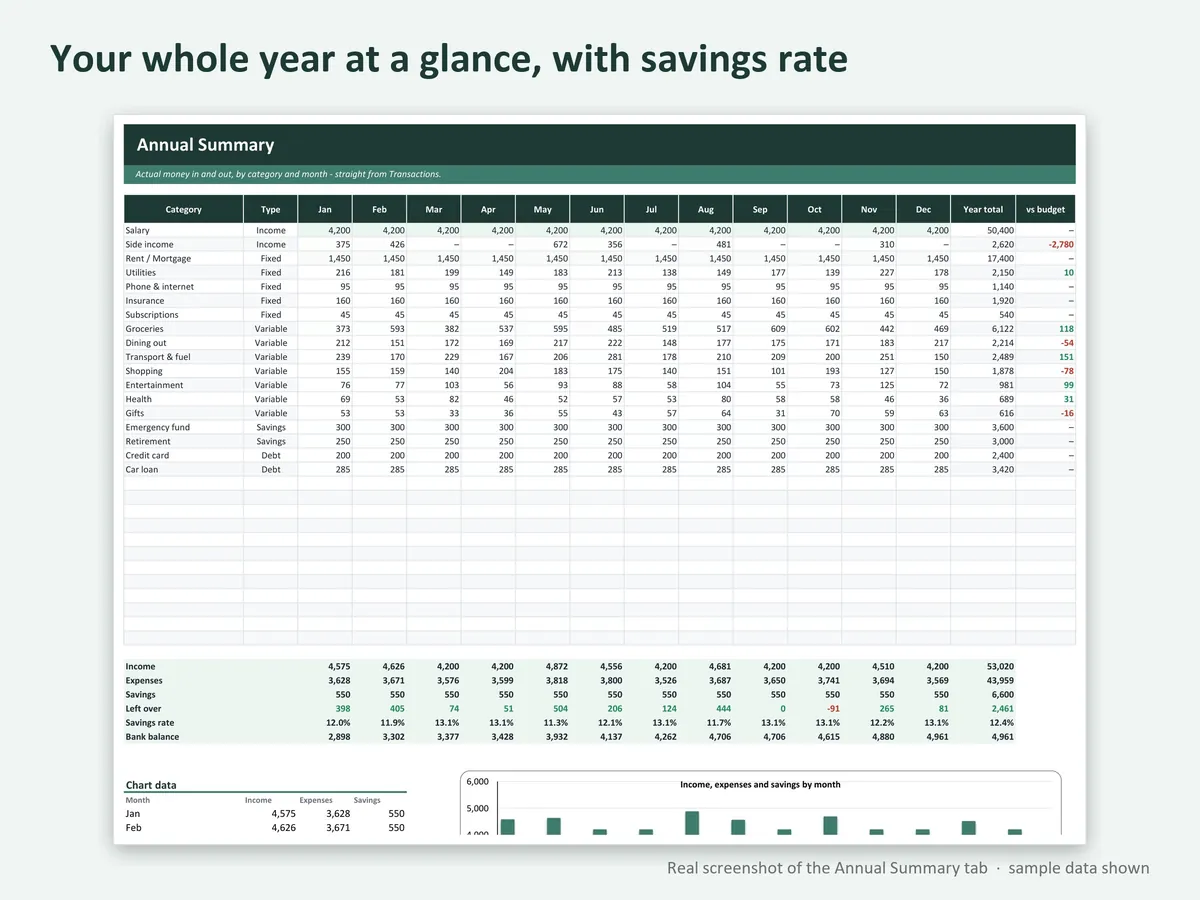 Your whole year at a glance, with savings rate
Annual Summary
Actual money in and out, by category and month - straight from Transactions.
Category Type Jan Feb Mar Apr May Jun Jul Aug Sep Oct Nov Dec Year total vs budget
Salary Income 4,200 4,200 4,200 4,200 4,200 4,200 4,200 4,200 4,200 4,200 4,200 4,200 50,400 –
Side income Income 375 426 – – 672 356 – 481 – – 310 – 2,620 -2,780
Rent / Mortgage Fixed 1,450 1,450 1,450 1,450 1,450 1,450 1,450 1,450 1,450 1,450 1,450 1,450 17,400 –
Utilities Fixed 216 181 199 149 183 213 138 149 177 139 227 178 2,150 10
Phone & internet Fixed 95 95 95 95 95 95 95 95 95 95 95 95 1,140 –
Insurance Fixed 160 160 160 160 160 160 160 160 160 160 160 160 1,920 –
Subscriptions Fixed 45 45 45 45 45 45 45 45 45 45 45 45 540 –
Groceries Variable 373 593 382 537 595 485 519 517 609 602 442 469 6,122 118
Dining out Variable 212 151 172 169 217 222 148 177 175 171 183 217 2,214 -54
Transport & fuel Variable 239 170 229 167 206 281 178 210 209 200 251 150 2,489 151
Shopping Variable 155 159 140 204 183 175 140 151 101 193 127 150 1,878 -78
Entertainment Variable 76 77 103 56 93 88 58 104 55 73 125 72 981 99
Health Variable 69 53 82 46 52 57 53 80 58 58 46 36 689 31
Gifts Variable 53 53 33 36 55 43 57 64 31 70 59 63 616 -16
Emergency fund Savings 300 300 300 300 300 300 300 300 300 300 300 300 3,600 –
Retirement Savings 250 250 250 250 250 250 250 250 250 250 250 250 3,000 –
Credit card Debt 200 200 200 200 200 200 200 200 200 200 200 200 2,400 –
Car loan Debt 285 285 285 285 285 285 285 285 285 285 285 285 3,420 –
Income 4,575 4,626 4,200 4,200 4,872 4,556 4,200 4,681 4,200 4,200 4,510 4,200 53,020
Expenses 3,628 3,671 3,576 3,599 3,818 3,800 3,526 3,687 3,650 3,741 3,694 3,569 43,959
Savings 550 550 550 550 550 550 550 550 550 550 550 550 6,600
Left over 398 405 74 51 504 206 124 444 0 -91 265 81 2,461
Savings rate 12.0% 11.9% 13.1% 13.1% 11.3% 12.1% 13.1% 11.7% 13.1% 13.1% 12.2% 13.1% 12.4%
Bank balance 2,898 3,302 3,377 3,428 3,932 4,137 4,262 4,706 4,706 4,615 4,880 4,961 4,961
Chart data
Month Income Expenses Savings
Jan 4,575 3,628 550
Feb 4,626 3,671 550
Income, expenses and savings by month
6,000
5,000
4,000
Real screenshot of the Annual Summary tab · sample data shown